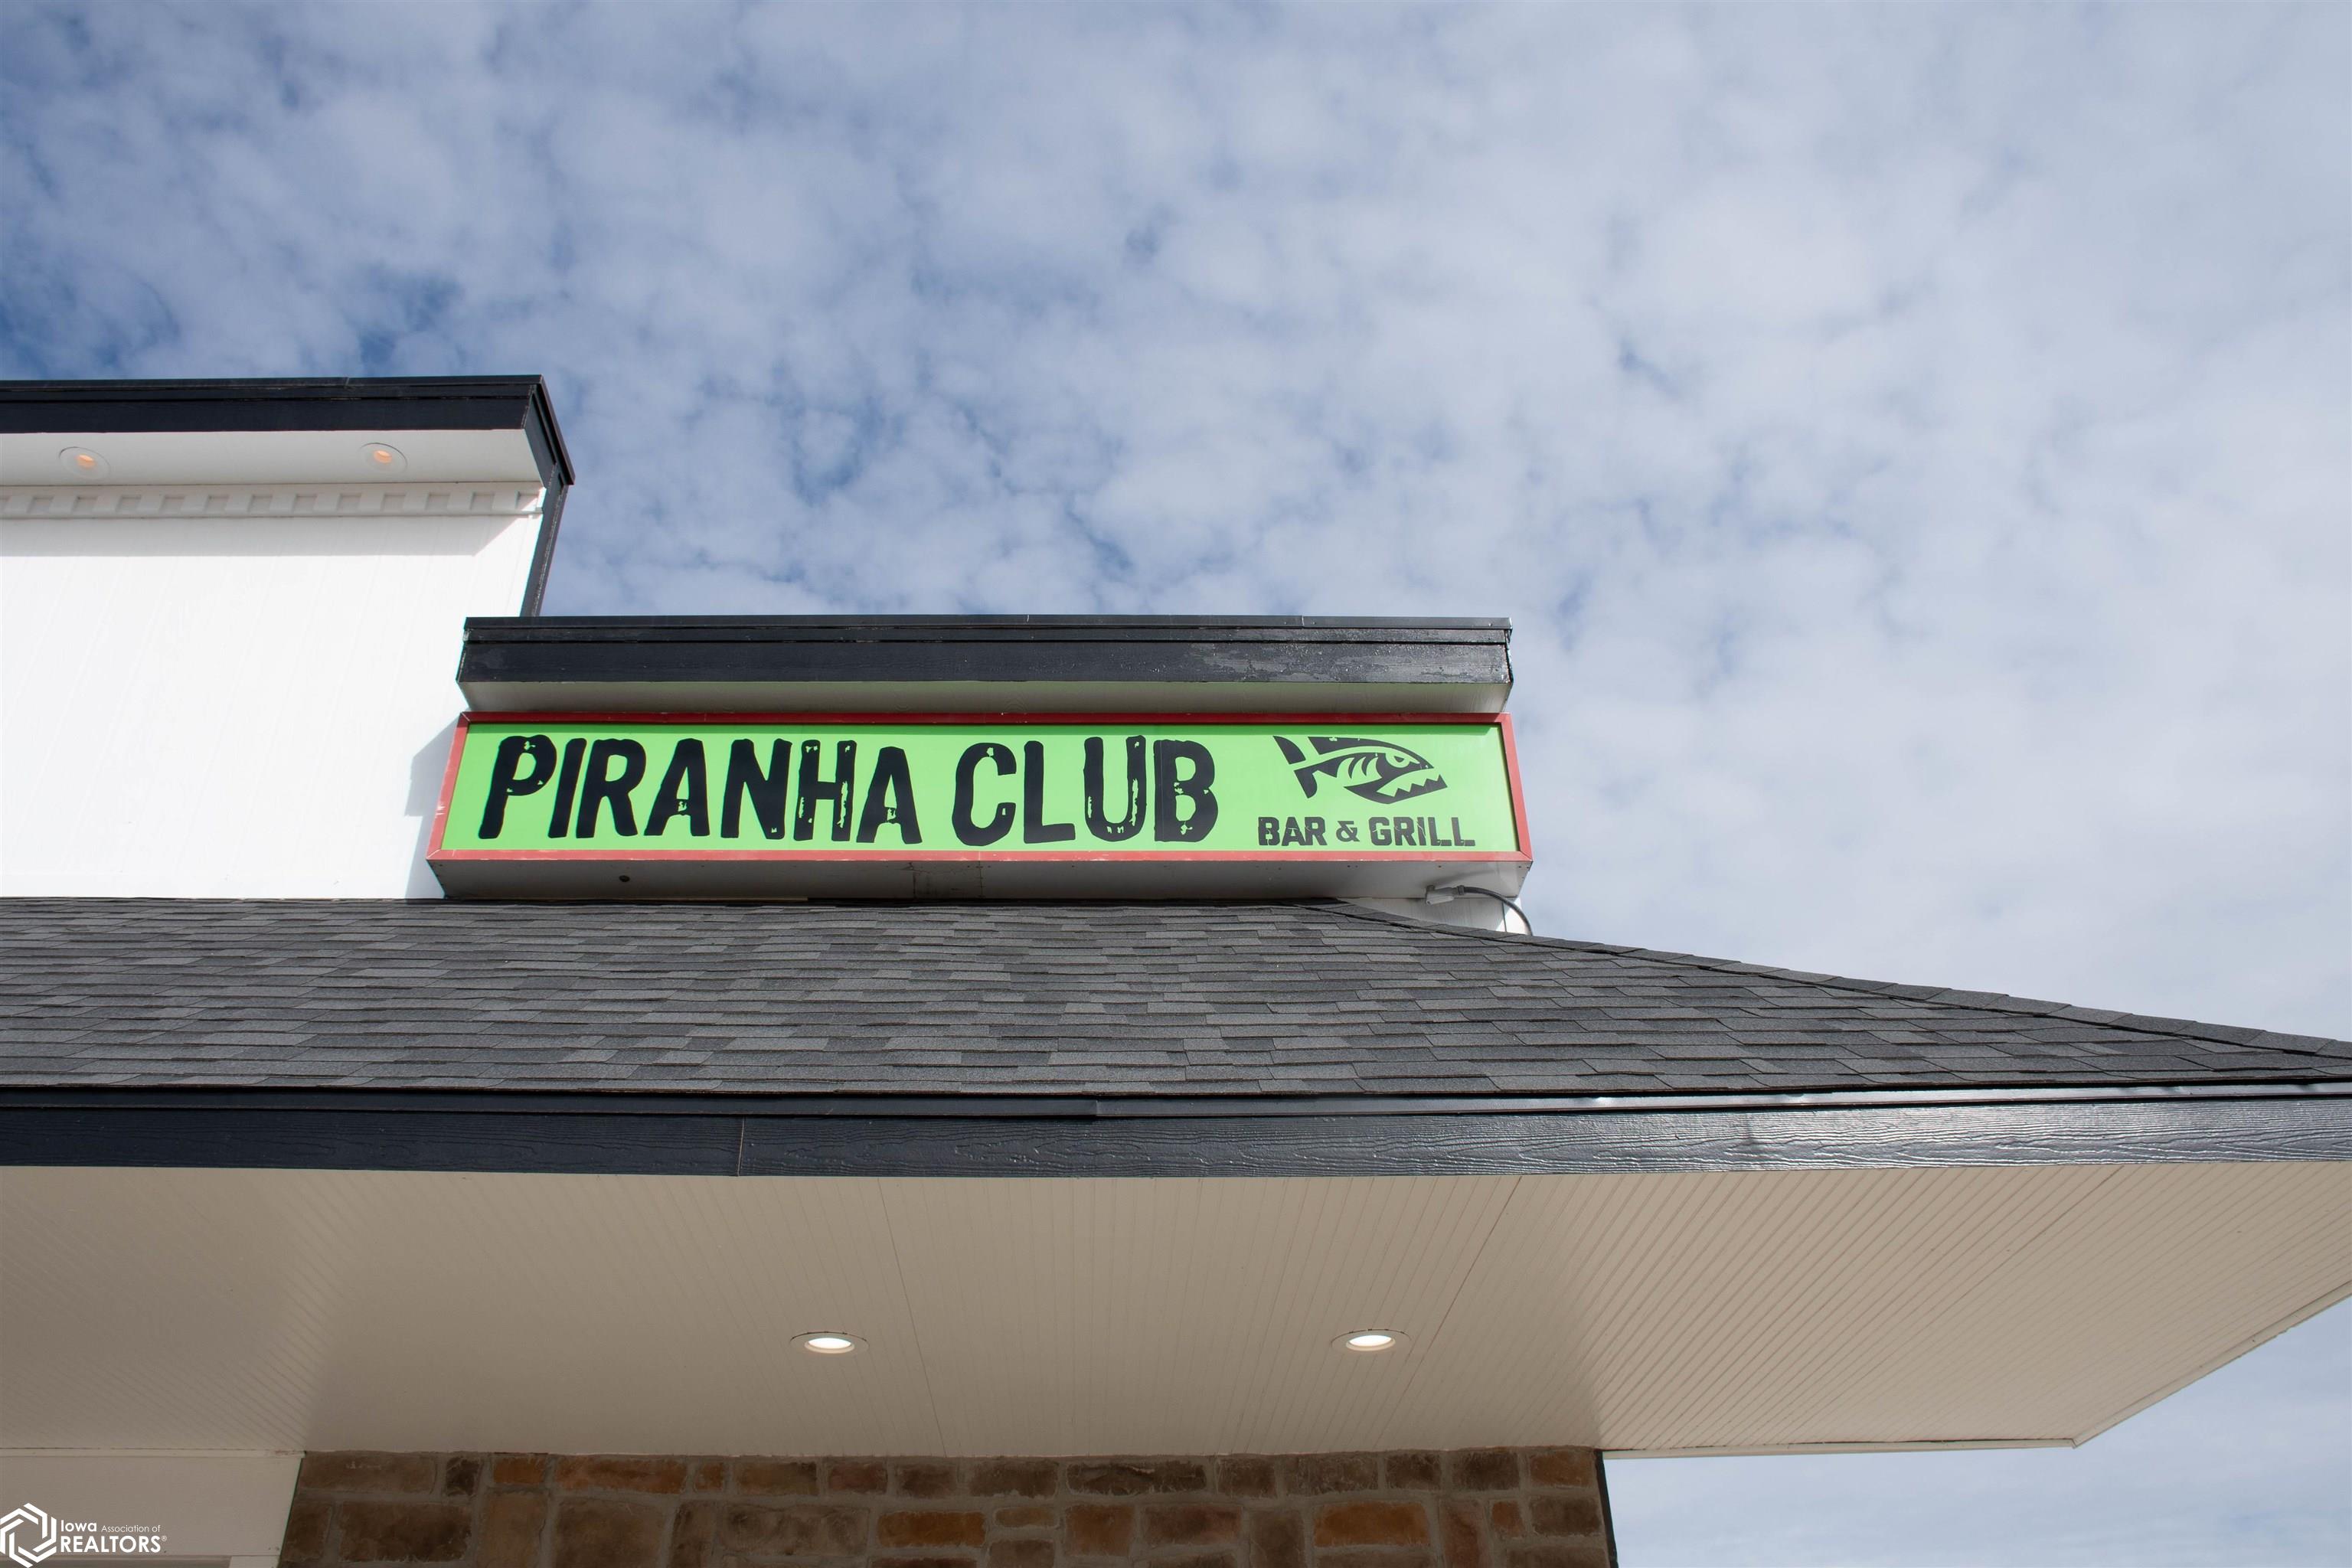 PIRANHA CLUB
BAR & GRILL
Iowa Association of
REALTORS®